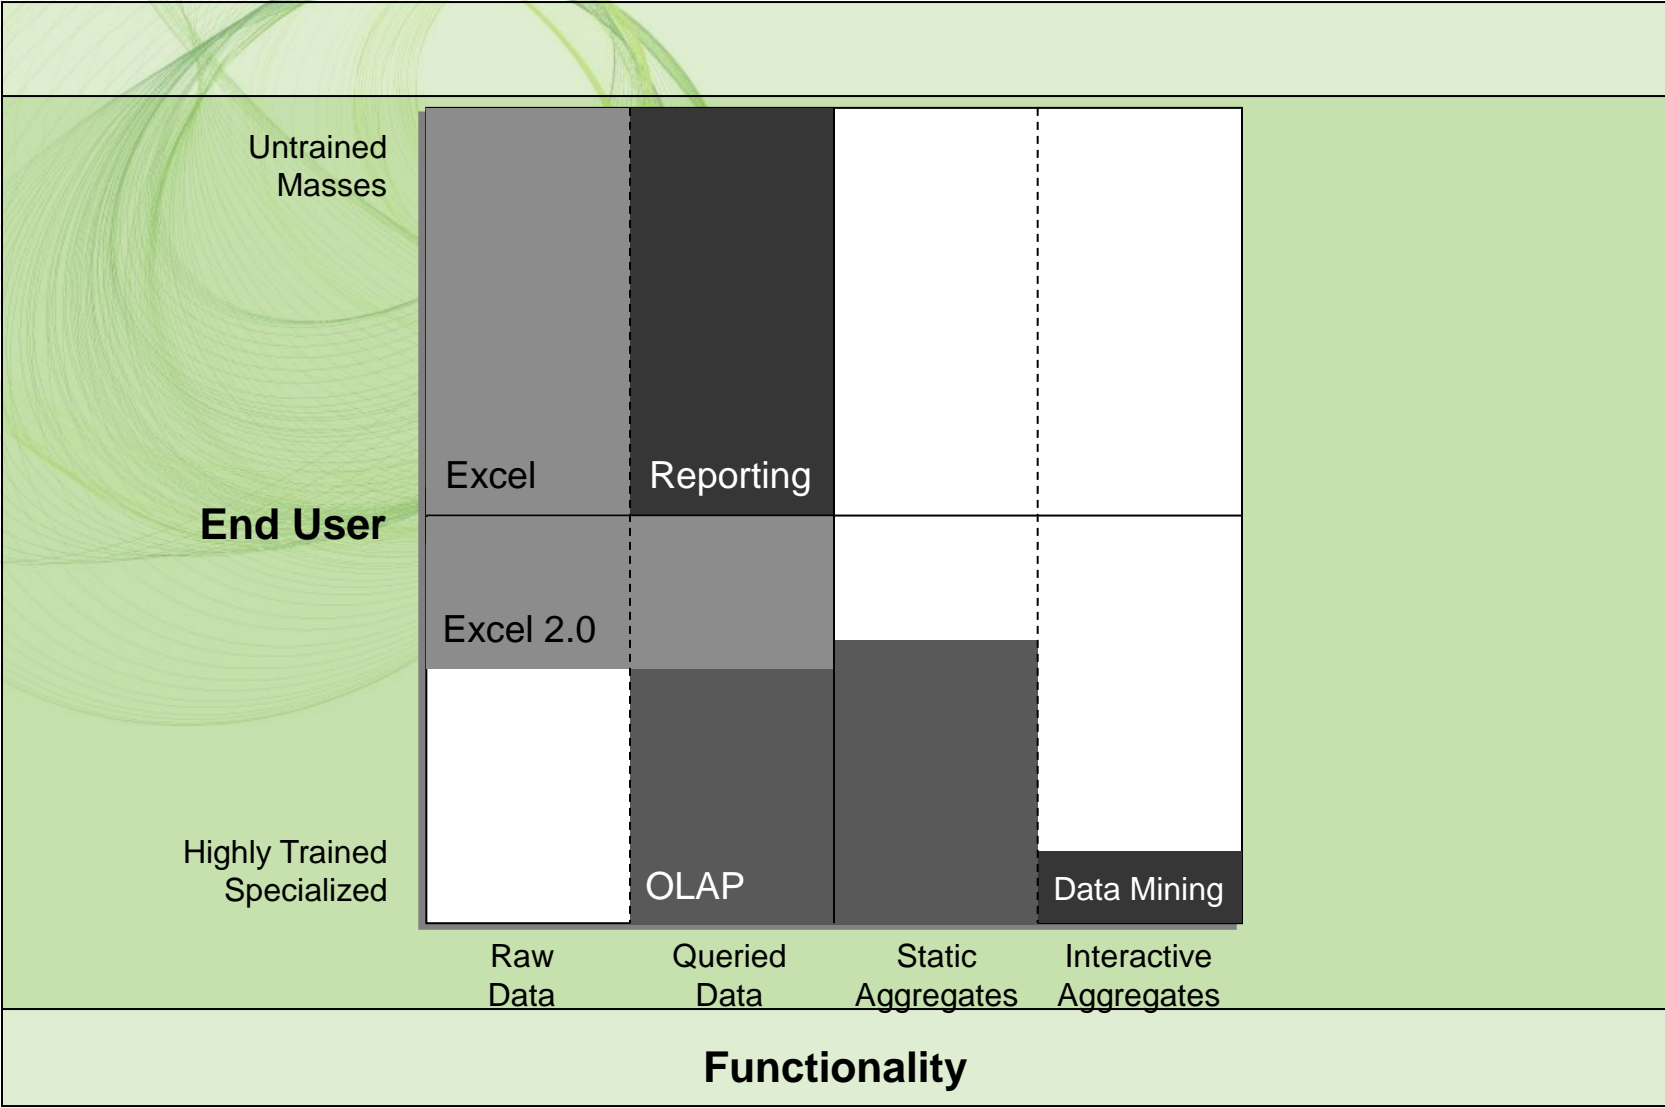 Untrained
Masses
Excel
Reporting
End User
Excel 2.0
Highly Trained
Specialized
OLAP
Data Mining
Raw
Data
Queried
Data
Static
Aggregates
Interactive
Aggregates
Functionality